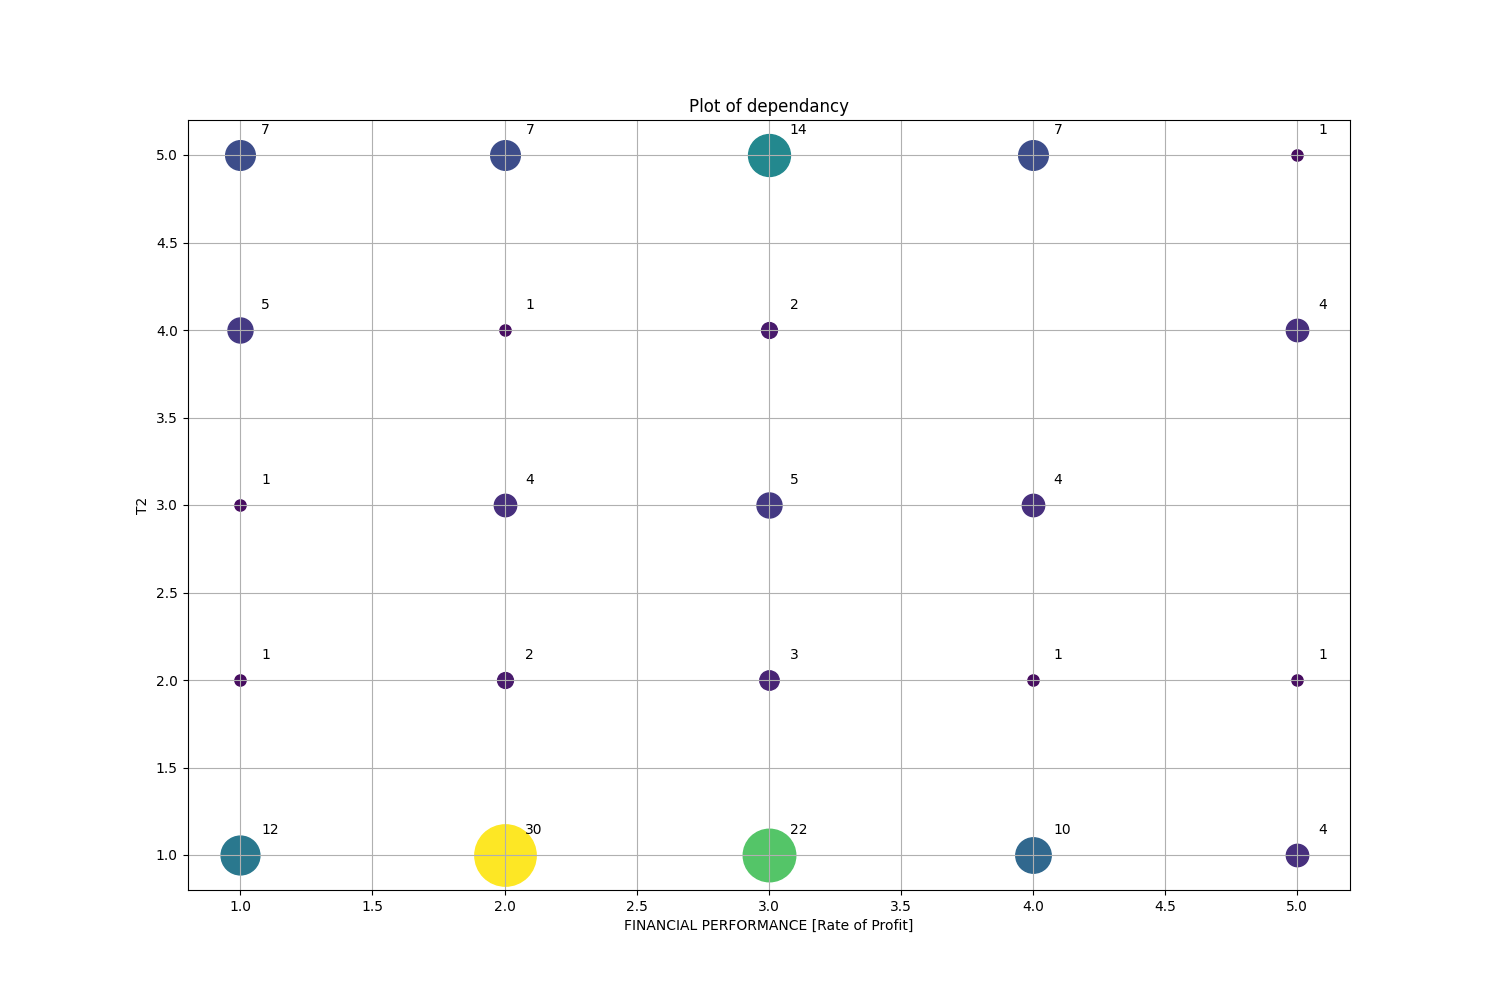 Plot of dependancy
7 7 14 7 1
5.0
4.5
5 1 2 4
4.0
3.5
1 4 5 4
3.0
T2
2.5
1 2 3 1 1
2.0
1.5
12 30 22 10 4
1.0
1.0 1.5 2.0 2.5 3.0 3.5 4.0 4.5 5.0
FINANCIAL PERFORMANCE [Rate of Profit]